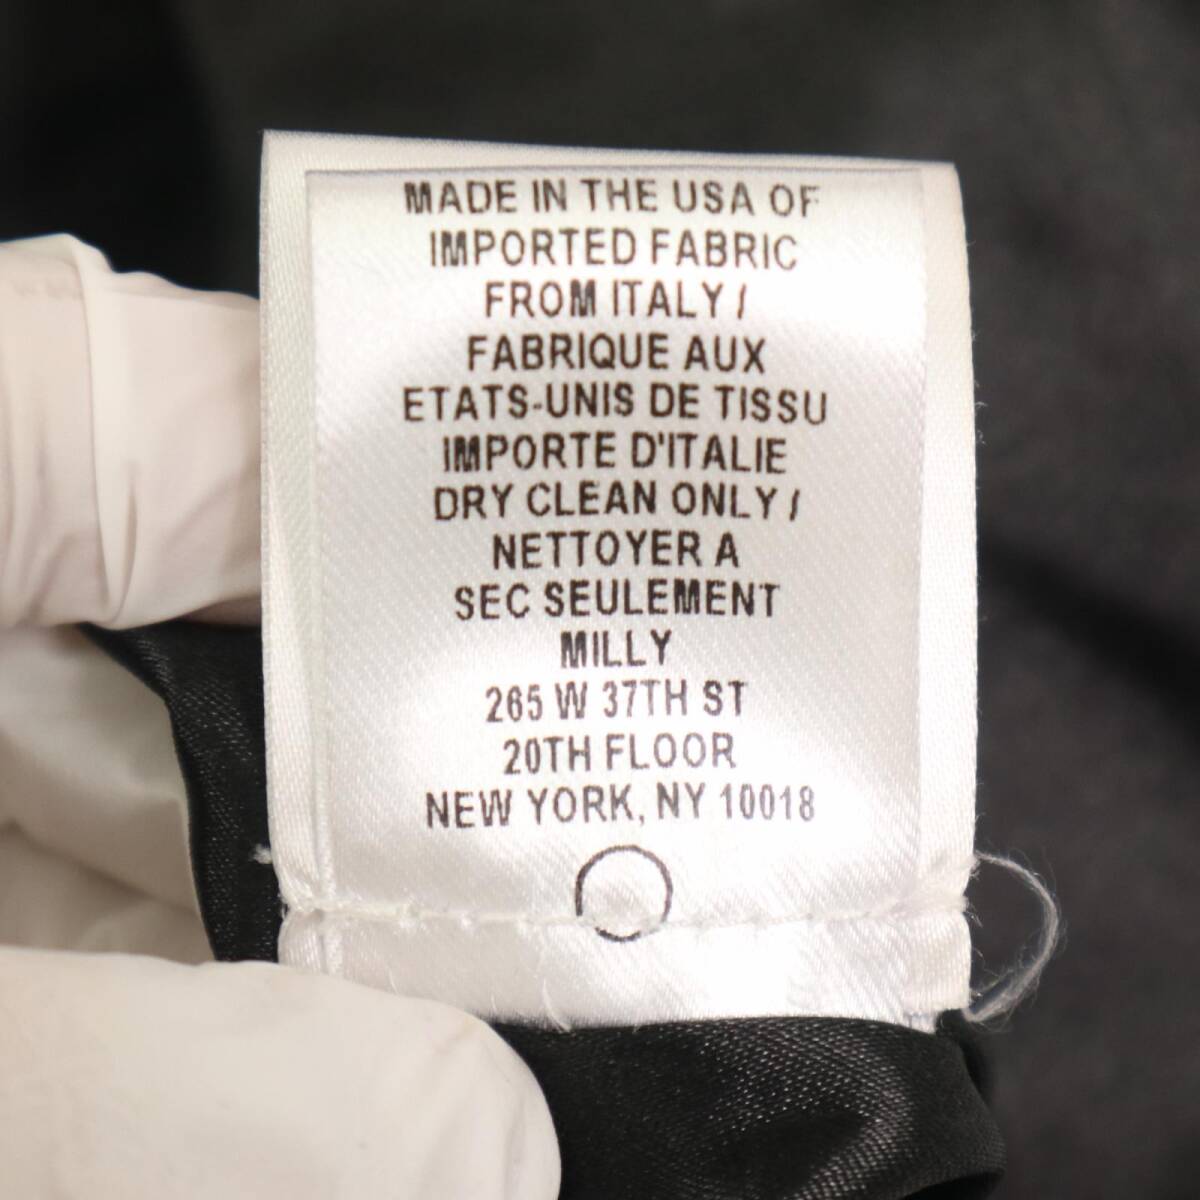 MADE IN THE USA OF
IMPORTED FABRIC
FROM ITALY /
FABRIQUE AUX
ETATS-UNIS DE TISSU
IMPORTE D'ITALIE
DRY CLEAN ONLY /
NETTOYER A
SEC SEULEMENT
MILLY
265 W 37TH ST
20TH FLOOR
NEW YORK, NY 10018